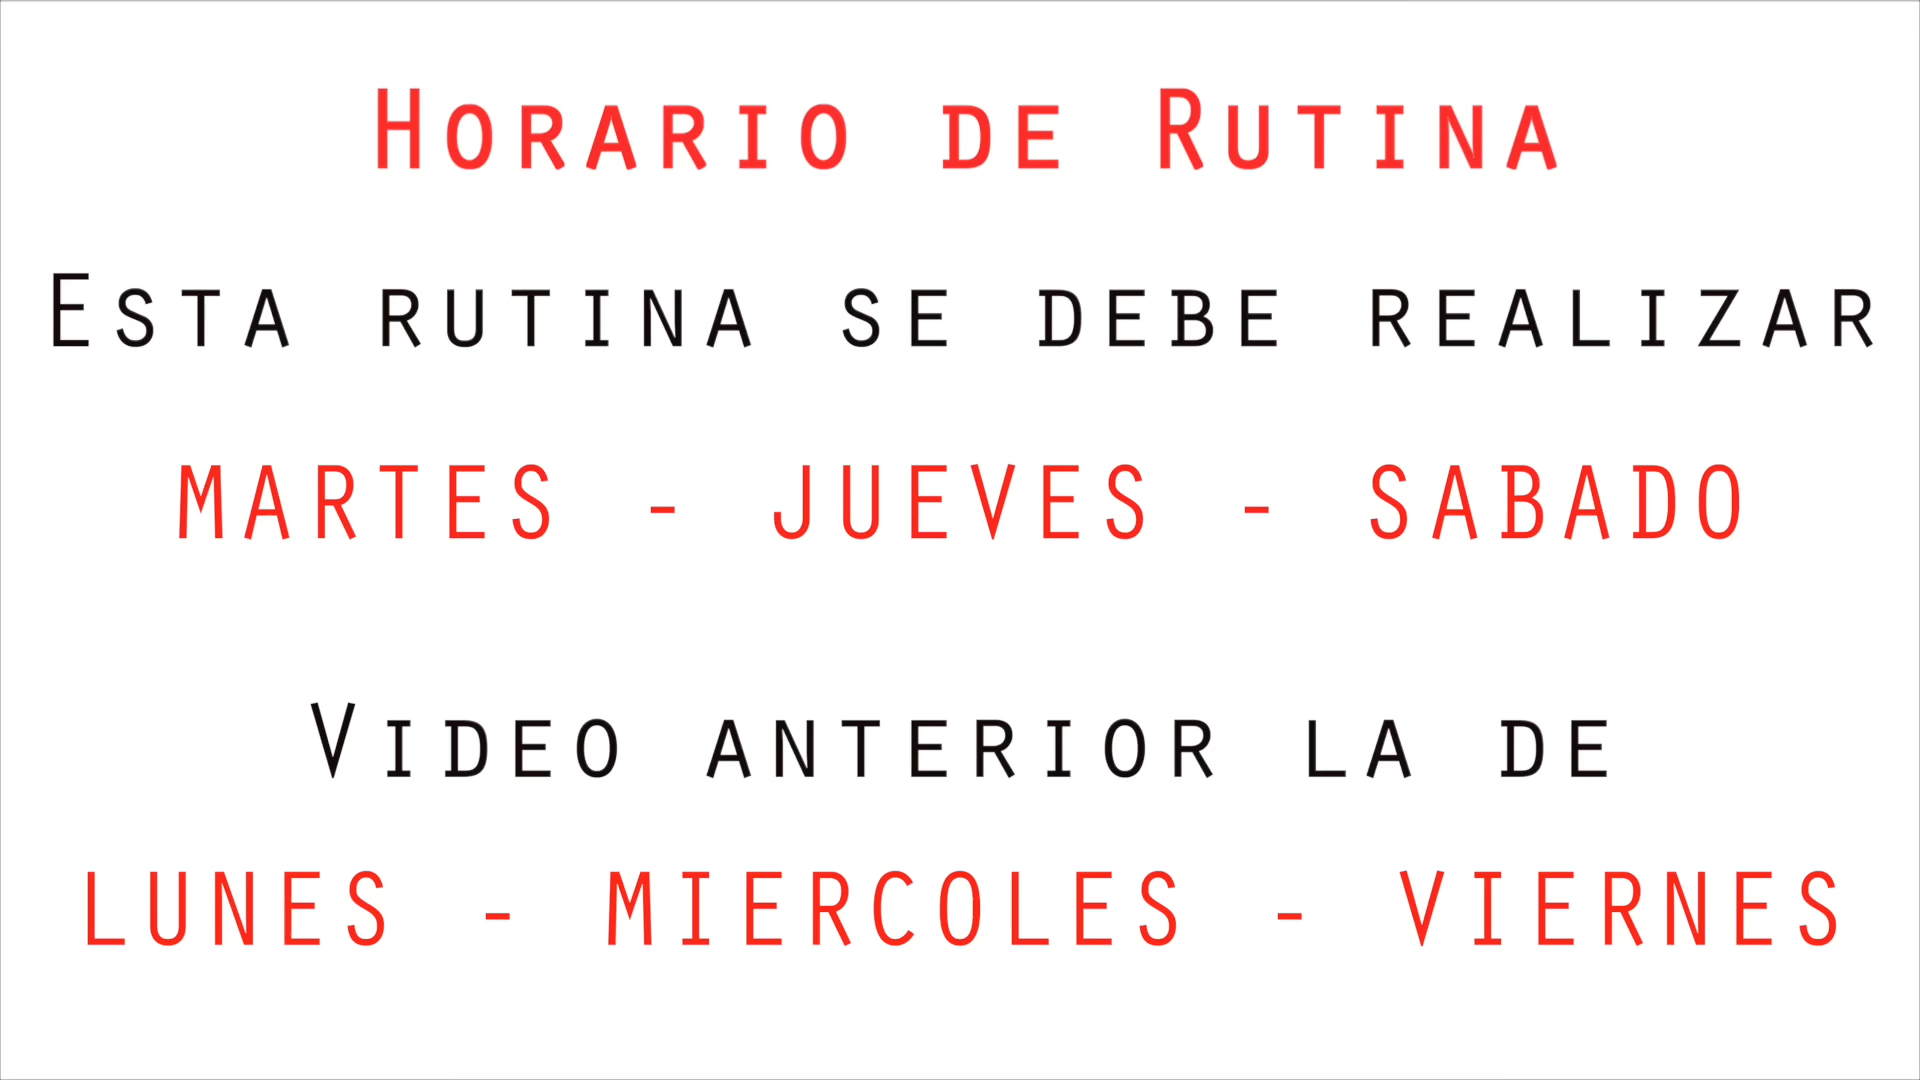 Horario de Rutina
Esta rutina se debe realizar
MARTES - JUEVES - SABADO
Video anterior la de
LUNES - MIERCOLES - VIERNES